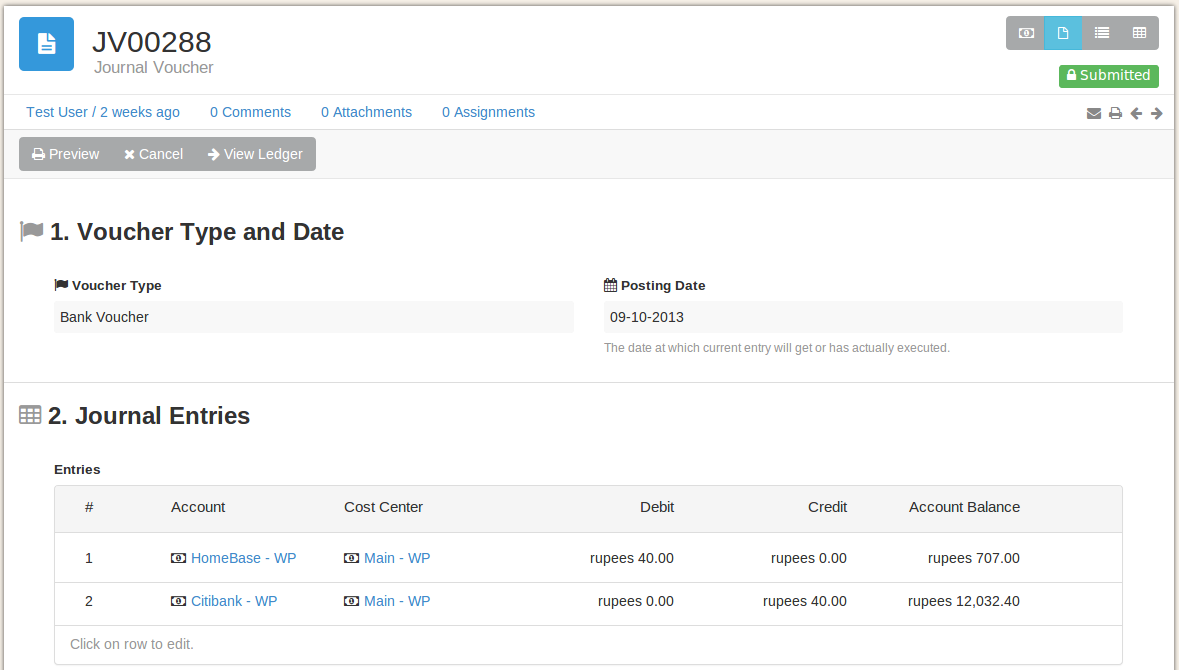 JV00288
Journal Voucher
Submitted
Test User / 2 weeks ago 0 Comments 0 Attachments 0 Assignments
Preview Cancel View Ledger
1. Voucher Type and Date
Voucher Type Posting Date
Bank Voucher 09-10-2013
The date at which current entry will get or has actually executed.
2. Journal Entries
Entries
# Account Cost Center Debit Credit Account Balance
1 HomeBase - WP Main - WP rupees 40.00 rupees 0.00 rupees 707.00
2 Citibank - WP Main - WP rupees 0.00 rupees 40.00 rupees 12,032.40
Click on row to edit.